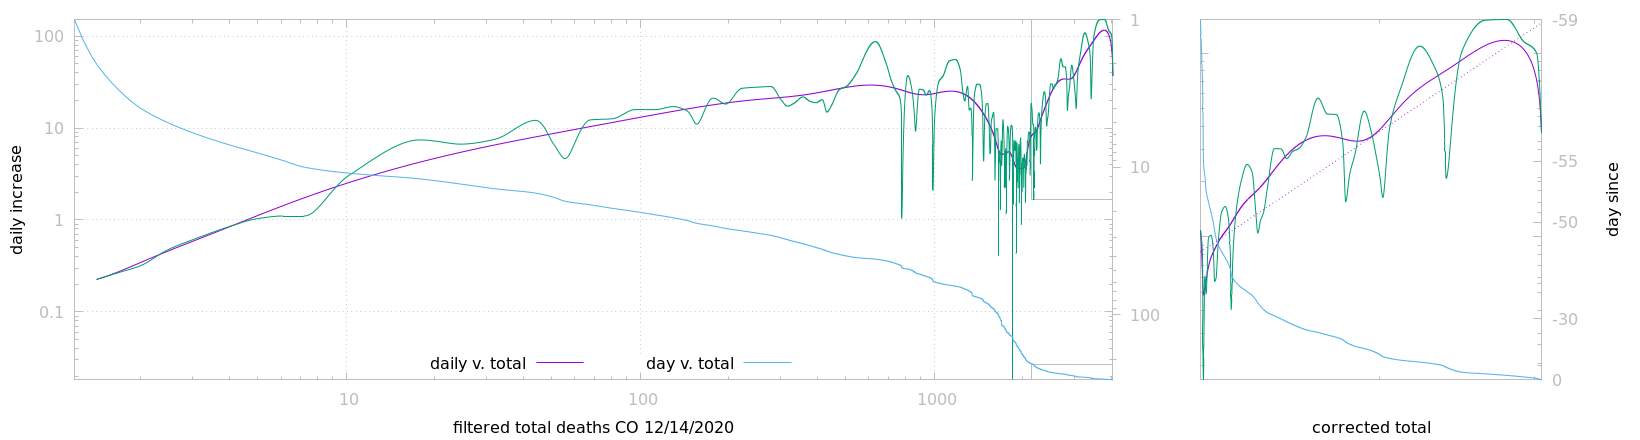 100
10
1
0.1
daily increase
10
100
1000
1
10
100
daily v. total
day v. total
filtered total deaths CO 12/14/2020
-59
-55
-50
-30
0
day since
corrected total